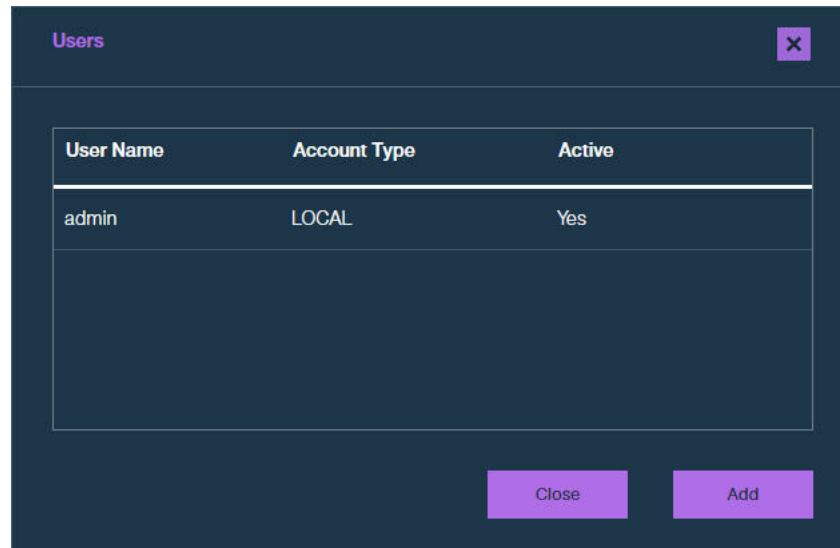 Users
User Name Account Type Active
admin LOCAL Yes
Close Add